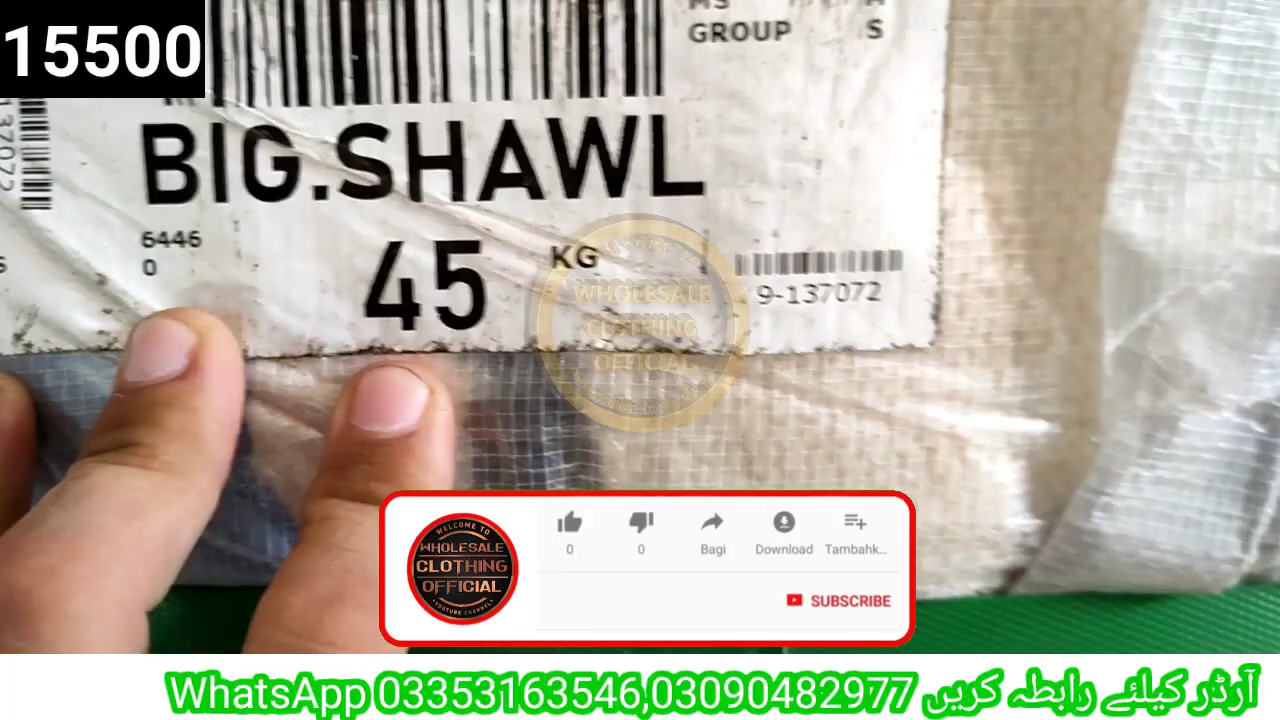 15500
GROUP S
BIG.SHAWL
6446
0
45 KG
9-137072
137072
WHOLESALE
CLOTHING
OFFICIAL
WELCOME TO
WHOLESALE
CLOTHING
OFFICIAL
YOUTUBE CHANNEL
0 0 Bagi Download Tambahk...
SUBSCRIBE
آرڈر کیلئے رابطہ کریں WhatsApp 03353163546,03090482977